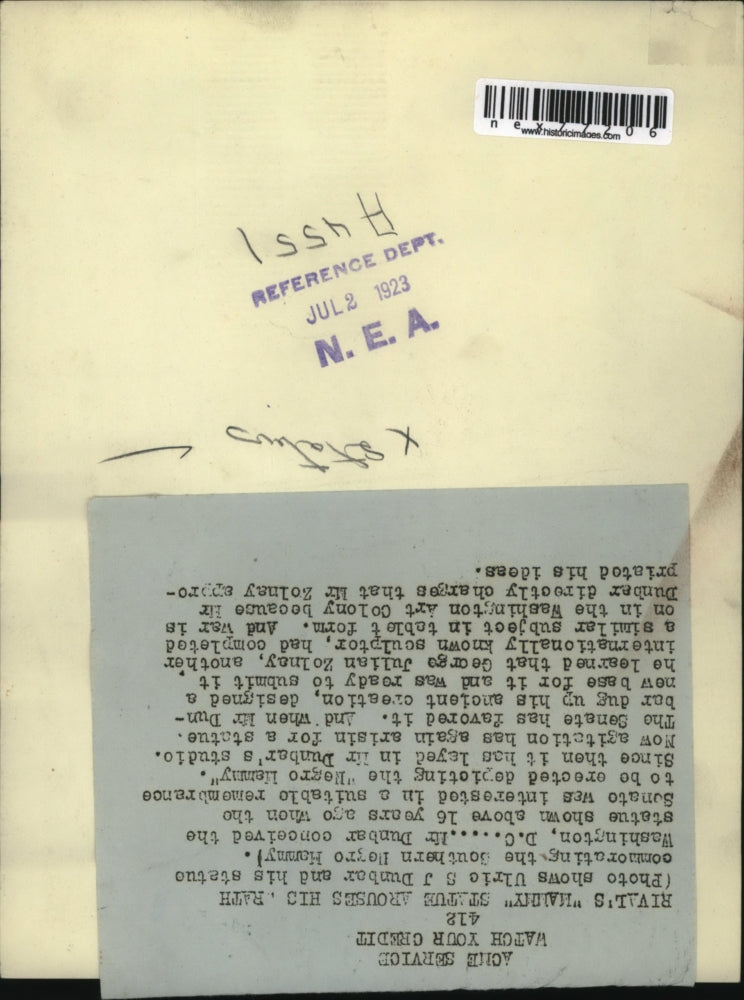 nex77206
www.historicimages.com
A4551
REFERENCE DEPT.
JUL 2 1923
N. E. A.
x Statues
ACME SERVICE
WATCH YOUR CREDIT
412
RIVAL'S "MAMMY" STATUE AROUSES HIS WRATH
(Photo shows Ulric S J Dunbar and his statue
commorating the Southern Negro Mammy).
Washington, D.C.....Mr Dunbar conceived the
statue shown above 16 years ago when the
Senate was interested in a suitable remembrance
to be erected depicting the "Negro Mammy".
Since then it has layed in Mr Dunbar's studio.
Now agitation has again arisin for a statue.
The Senate has favored it. And when Mr Dun-
bar dug up his ancient creation, designed a
new base for it and was ready to submit it,
he learned that George Julian Zolnay, another
internationally known sculptor, had completed
a similar subject in tablet form. And war is
on in the Washington Art Colony because Mr
Dunbar directly charges that Mr Zolnay appro-
priated his ideas.